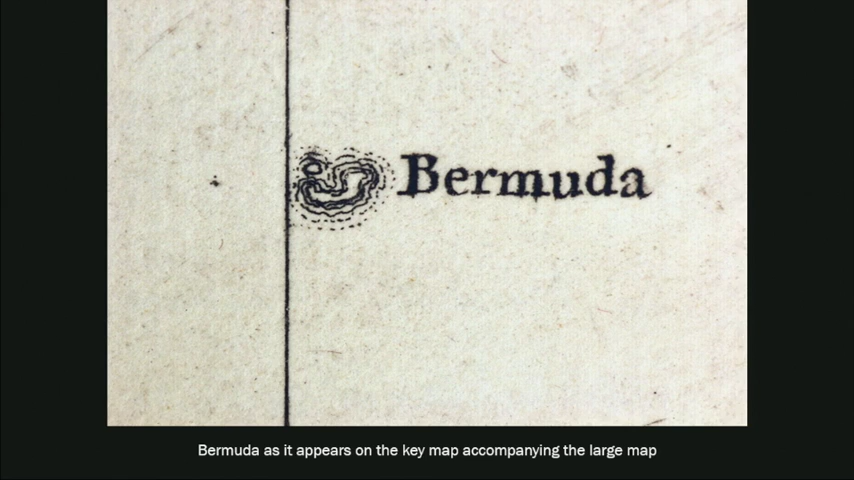 Bermuda
Bermuda as it appears on the key map accompanying the large map